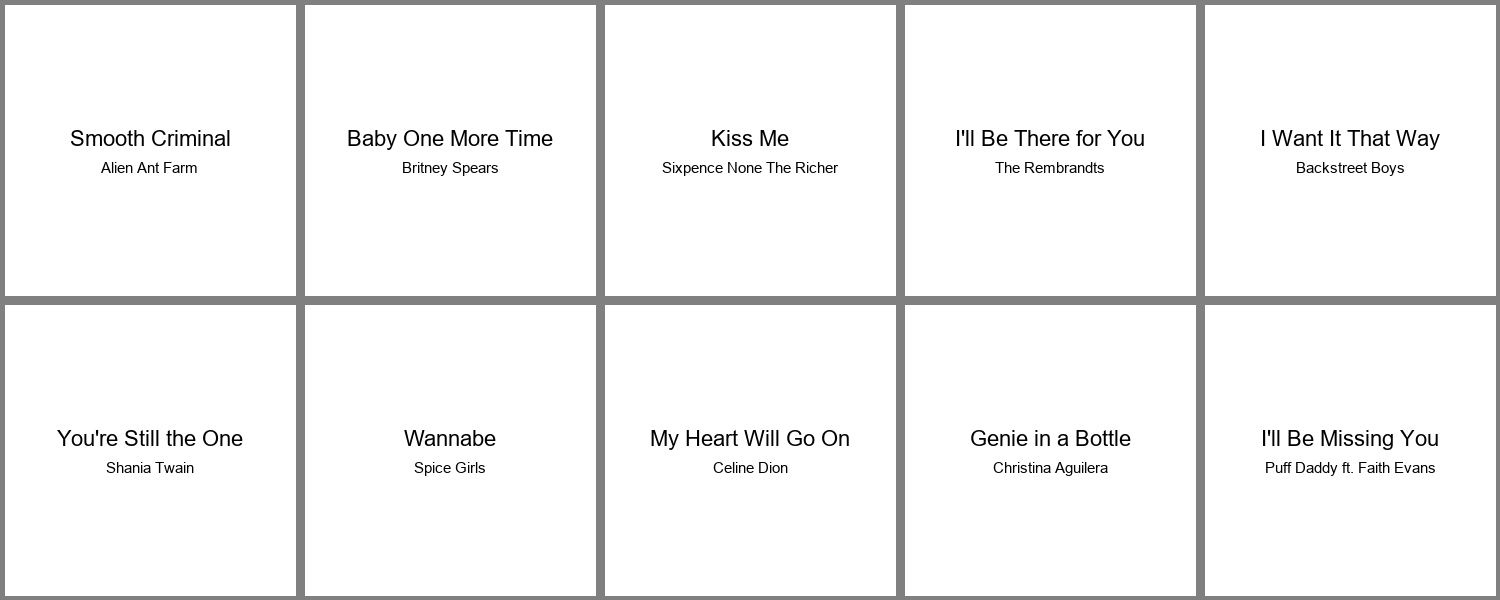 Smooth Criminal
Alien Ant Farm
Baby One More Time
Britney Spears
Kiss Me
Sixpence None The Richer
I'll Be There for You
The Rembrandts
I Want It That Way
Backstreet Boys
You're Still the One
Shania Twain
Wannabe
Spice Girls
My Heart Will Go On
Celine Dion
Genie in a Bottle
Christina Aguilera
I'll Be Missing You
Puff Daddy ft. Faith Evans